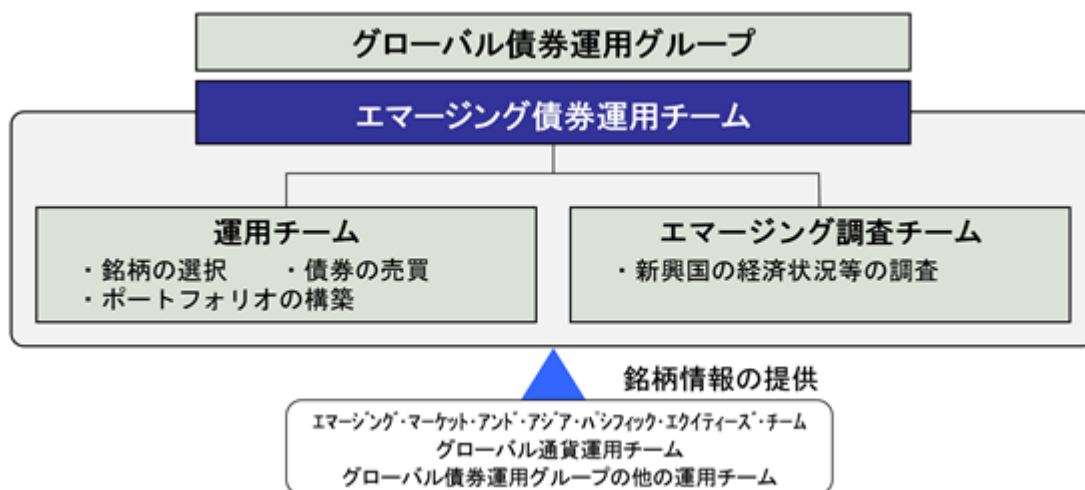 グローバル債券運用グループ
エマージング債券運用チーム
運用チーム
・銘柄の選択　　・債券の売買
・ポートフォリオの構築
エマージング調査チーム
・新興国の経済状況等の調査
銘柄情報の提供
ｴﾏｰｼﾞﾝｸﾞ･ﾏｰｹｯﾄ･ｱﾝﾄﾞ･ｱｼﾞｱ･ﾊﾟｼﾌｨｯｸ･ｴｸｲﾃｨｰｽﾞ･ﾁｰﾑ
グローバル通貨運用チーム
グローバル債券運用グループの他の運用チーム